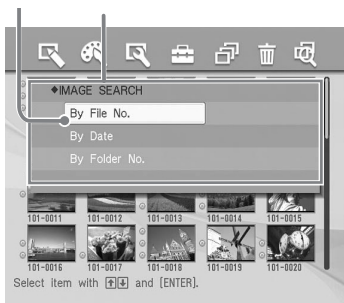 ◆IMAGE SEARCH
By File No.
By Date
By Folder No.
101-0011 101-0012 101-0013 101-0014 101-0015
101-0016 101-0017 101-0018 101-0019 101-0020
Select item with and [ENTER].